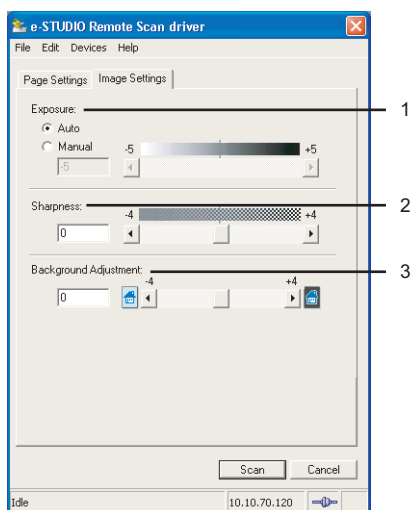 e-STUDIO Remote Scan driver
File Edit Devices Help
Page Settings Image Settings
Exposure: 1
Auto
Manual -5 +5
-5
Sharpness: 2
-4 +4
0
Background Adjustment: 3
-4 +4
0
Scan Cancel
Idle 10.10.70.120